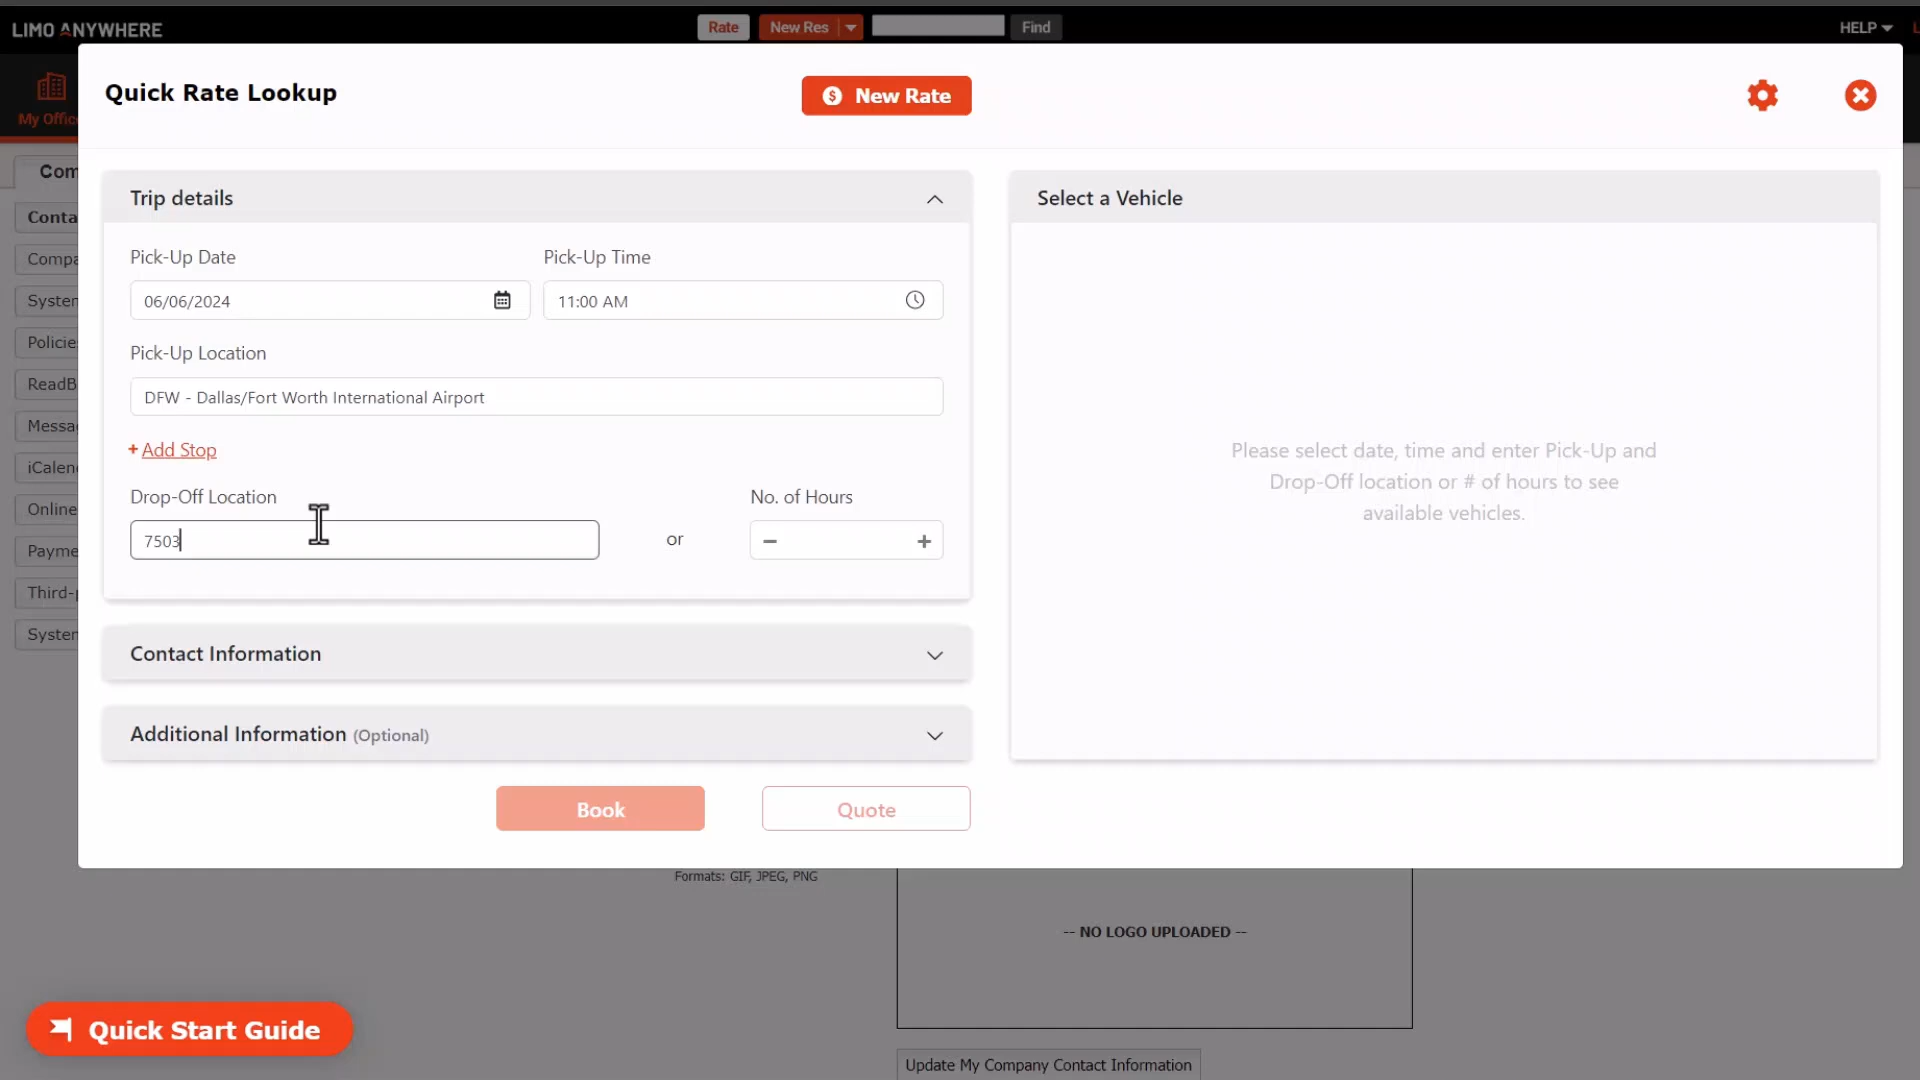 LIMO ANYWHERE
Rate
New Res
Find
HELP
My Offic
Quick Rate Lookup
New Rate
Com
Conta
Compa
System
Policie
ReadB
Messag
iCalend
Online
Payme
Third-p
System
Trip details
Pick-Up Date
Pick-Up Time
06/06/2024
11:00 AM
Pick-Up Location
DFW - Dallas/Fort Worth International Airport
+ Add Stop
Drop-Off Location
No. of Hours
7503
or
Contact Information
Additional Information (Optional)
Book
Quote
Select a Vehicle
Please select date, time and enter Pick-Up and
Drop-Off location or # of hours to see
available vehicles.
Formats: GIF, JPEG, PNG
-- NO LOGO UPLOADED --
Quick Start Guide
Update My Company Contact Information